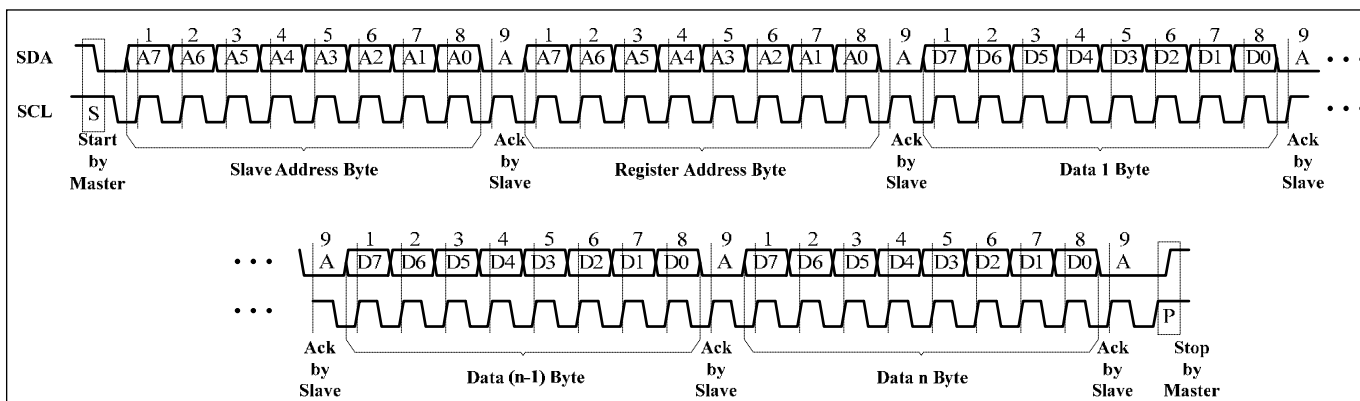 1 2 3 4 5 6 7 8 9 1 2 3 4 5 6 7 8 9 1 2 3 4 5 6 7 8 9
SDA A7 A6 A5 A4 A3 A2 A1 A0 A A7 A6 A5 A4 A3 A2 A1 A0 A D7 D6 D5 D4 D3 D2 D1 D0 A • • •
SCL S • • •
Start by Master
Slave Address Byte
Ack by Slave
Register Address Byte
Ack by Slave
Data 1 Byte
Ack by Slave
9 1 2 3 4 5 6 7 8 9 1 2 3 4 5 6 7 8 9
• • • A D7 D6 D5 D4 D3 D2 D1 D0 A D7 D6 D5 D4 D3 D2 D1 D0 A
• • • P
Ack by Slave
Data (n-1) Byte
Ack by Slave
Data n Byte
Ack by Slave
Stop by Master